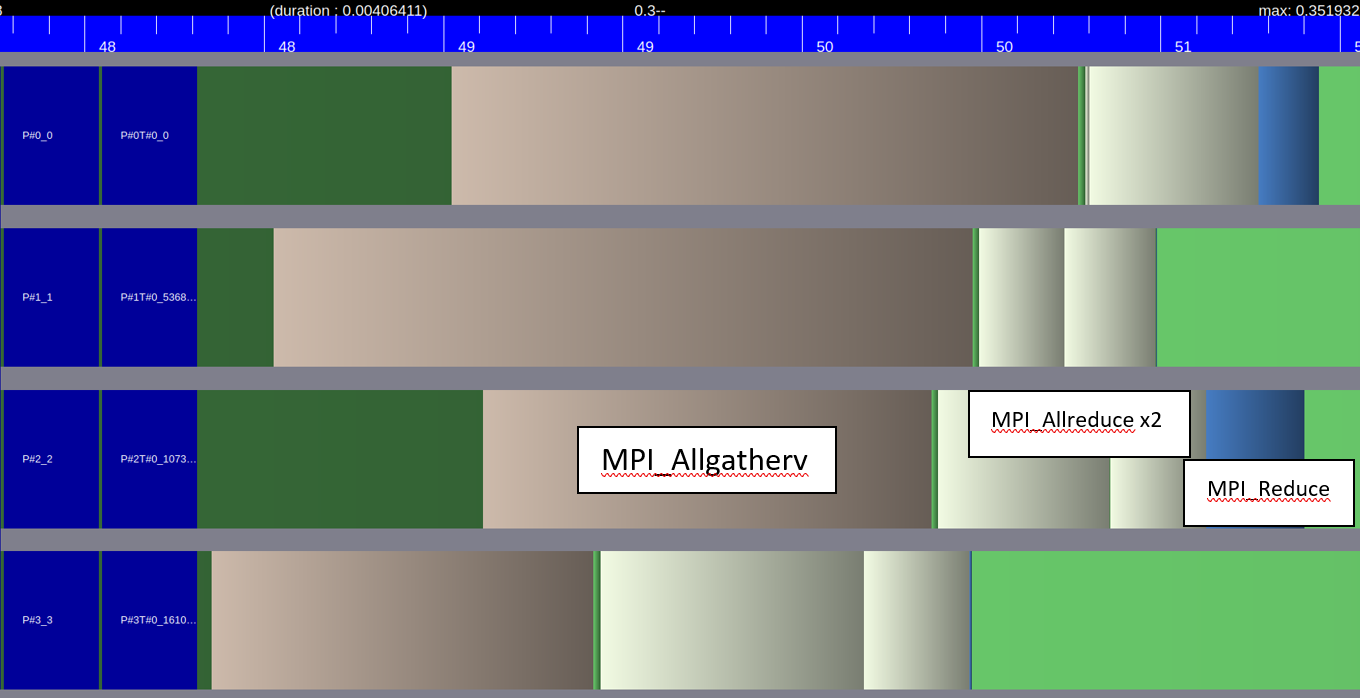 (duration : 0.00406411) 0.3-- max: 0.351932
48 48 49 49 50 50 51
P#0_0 P#0T#0_0
P#1_1 P#1T#0_5368...
MPI_Allreduce x2
P#2_2 P#2T#0_1073... MPI_Allgatherv
MPI_Reduce
P#3_3 P#3T#0_1610...